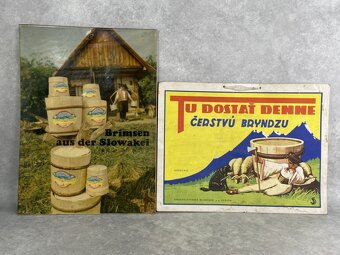 Brimsen
aus der Slowakei
TU DOSTAŤ DENNE
ČERSTVÚ BRYNDZU